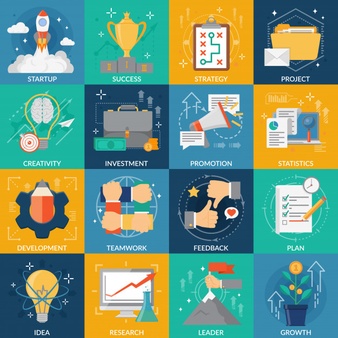 STARTUP
SUCCESS
STRATEGY
PROJECT
CREATIVITY
INVESTMENT
PROMOTION
STATISTICS
DEVELOPMENT
TEAMWORK
FEEDBACK
PLAN
IDEA
RESEARCH
LEADER
GROWTH